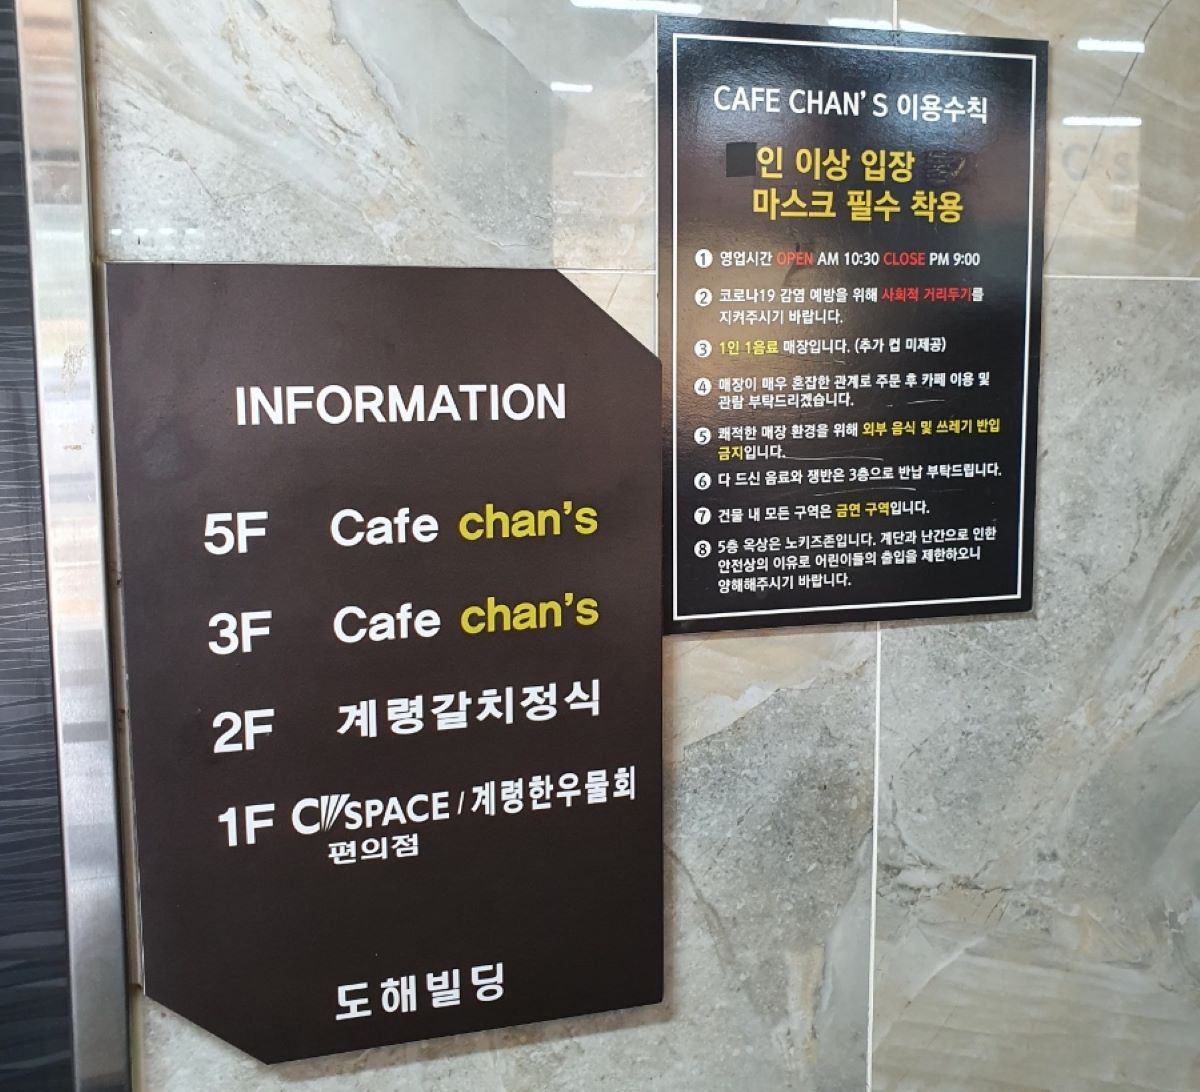 CAFE CHAN'S 이용수칙
인 이상 입장
마스크 필수 착용
1 영업시간 OPEN AM 10:30 CLOSE PM 9:00
2 코로나19 감염 예방을 위해 사회적 거리두기를
지켜주시기 바랍니다.
3 1인 1음료 매장입니다. (추가 컵 미제공)
4 매장이 매우 혼잡한 관계로 주문 후 카페 이용 및
관람 부탁드리겠습니다.
5 쾌적한 매장 환경을 위해 외부 음식 및 쓰레기 반입
금지입니다.
6 다 드신 음료와 쟁반은 3층으로 반납 부탁드립니다.
7 건물 내 모든 구역은 금연 구역입니다.
8 5층 옥상은 노키즈존입니다. 계단과 난간으로 인한
안전상의 이유로 어린이들의 출입을 제한하오니
양해해주시기 바랍니다.
INFORMATION
5F Cafe chan's
3F Cafe chan's
2F 계령갈치정식
1F CSPACE / 계령한우물회
편의점
도해빌딩